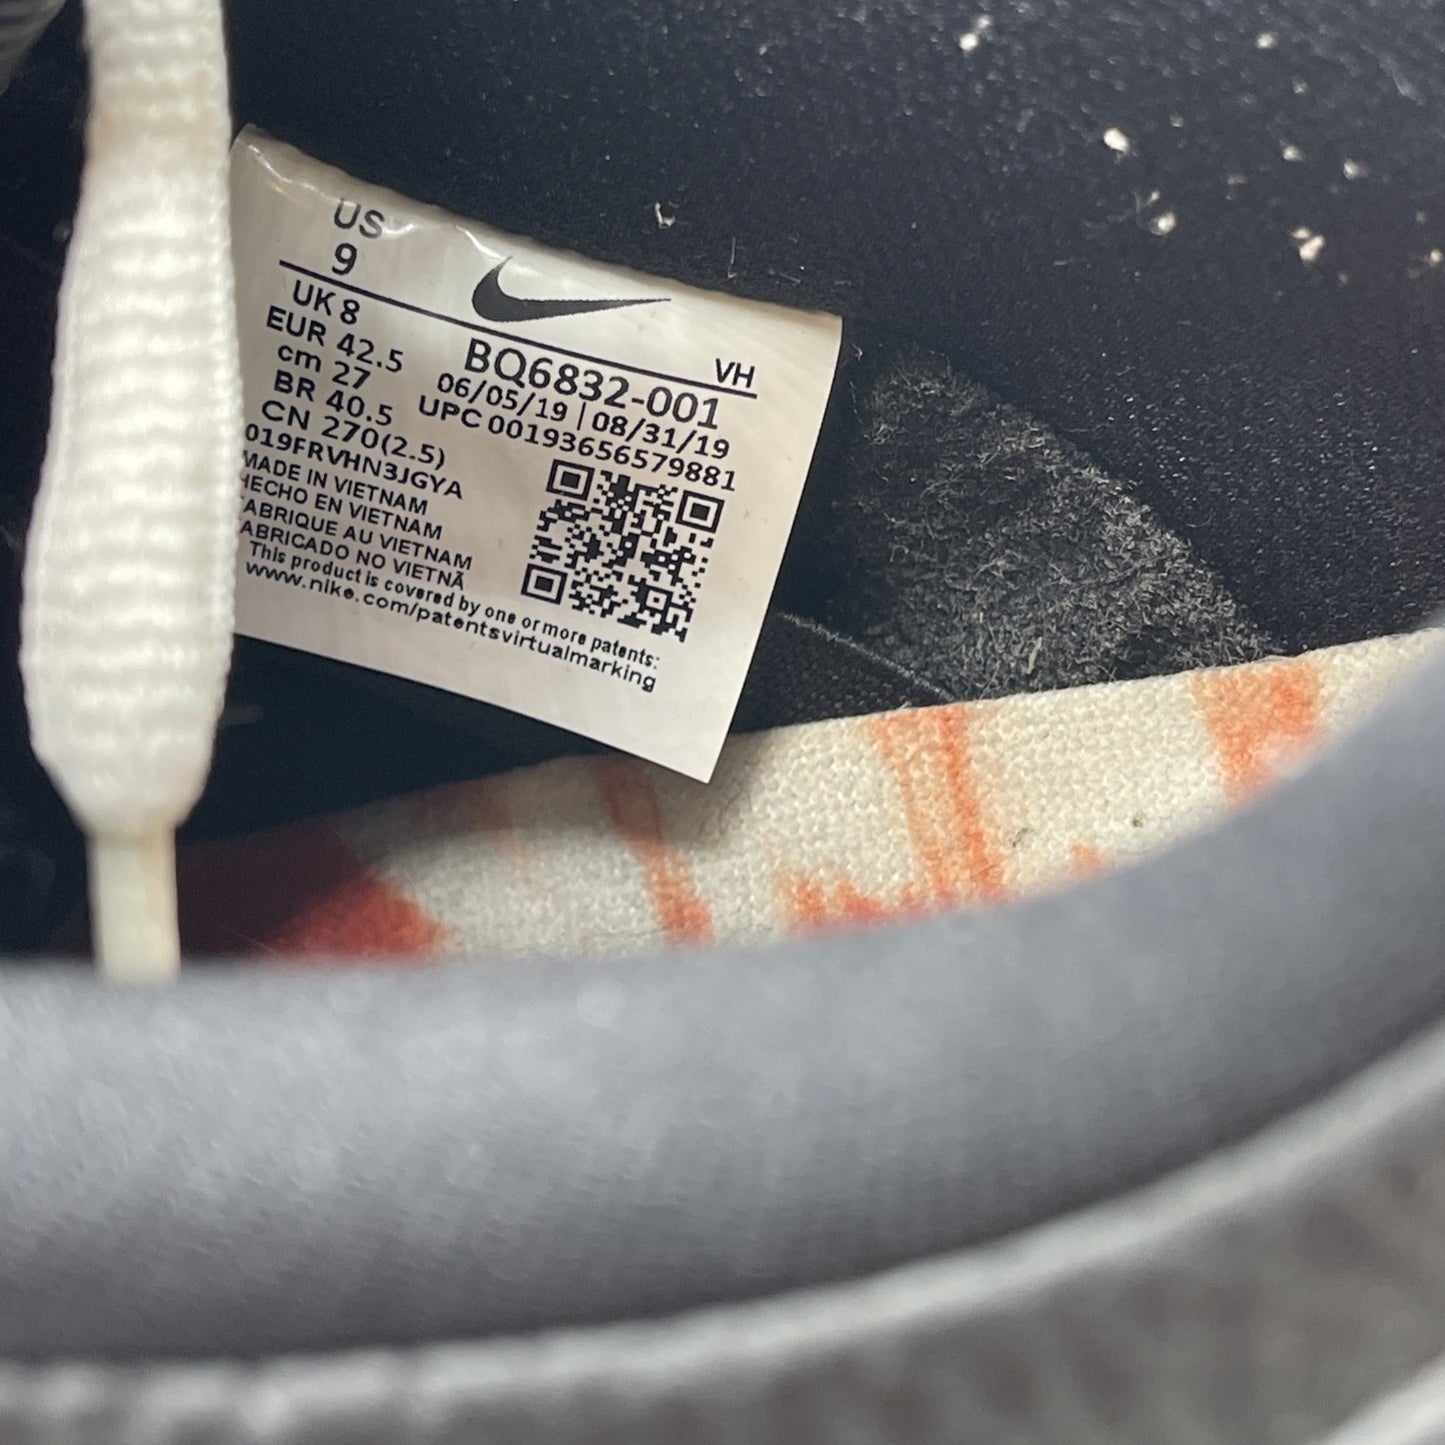 US
9
UK 8
EUR 42.5
cm 27
BR 40.5
CN 270(2.5)
019FRVHN3JGYA
VH
BQ6832-001
06/05/19 | 08/31/19
UPC 00193656579881
MADE IN VIETNAM
HECHO EN VIETNAM
FABRIQUE AU VIETNAM
FABRICADO NO VIETNÃ
This product is covered by one or more patents:
www.nike.com/patentsvirtualmarking